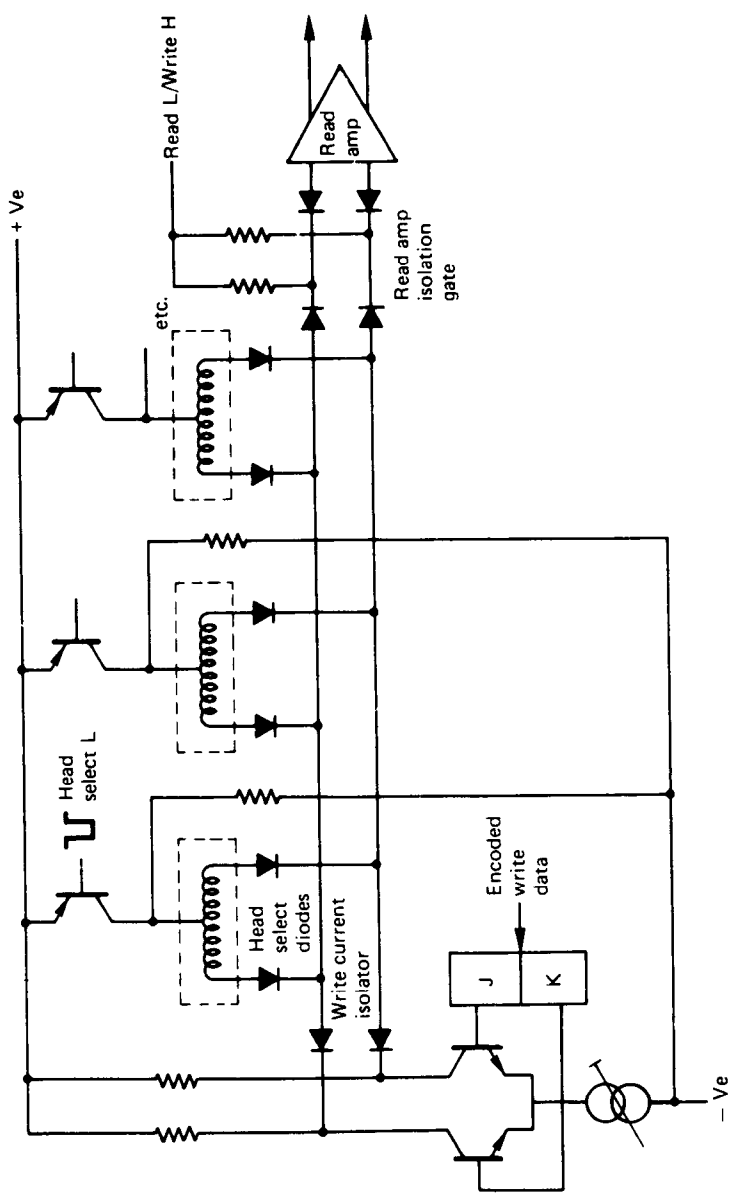 + Ve
Read L/Write H
Read
amp
Read amp
isolation
gate
etc.
Head
select L
Head
select
diodes
Write current
isolator
Encoded
write
data
J
K
− Ve